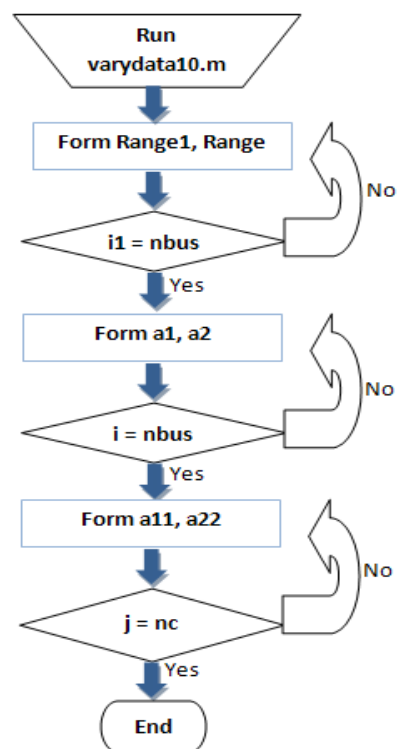 Run
varydata10.m
Form Range1, Range
No
i1 = nbus
Yes
Form a1, a2
No
i = nbus
Yes
Form a11, a22
No
j = nc
Yes
End